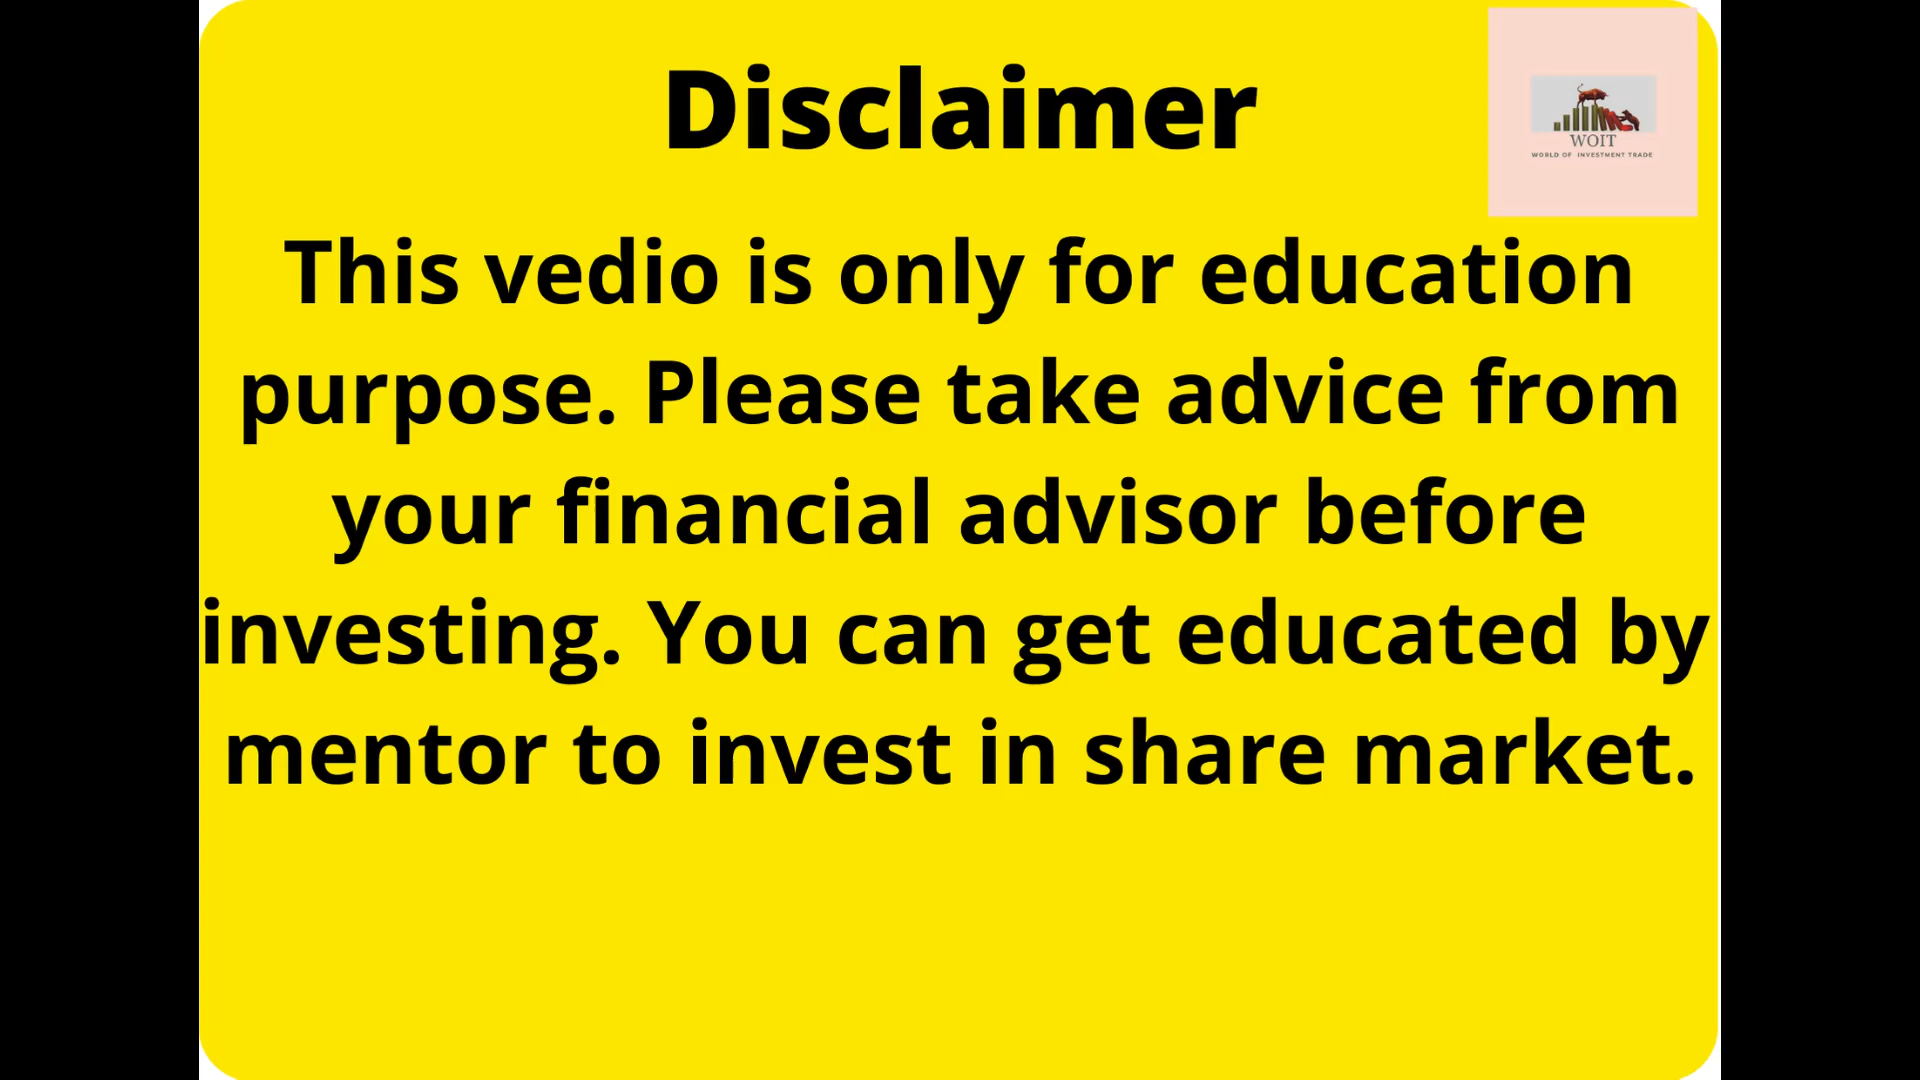 Disclaimer
WOIT
WORLD OF INVESTMENT TRADE
This vedio is only for education
purpose. Please take advice from
your financial advisor before
investing. You can get educated by
mentor to invest in share market.